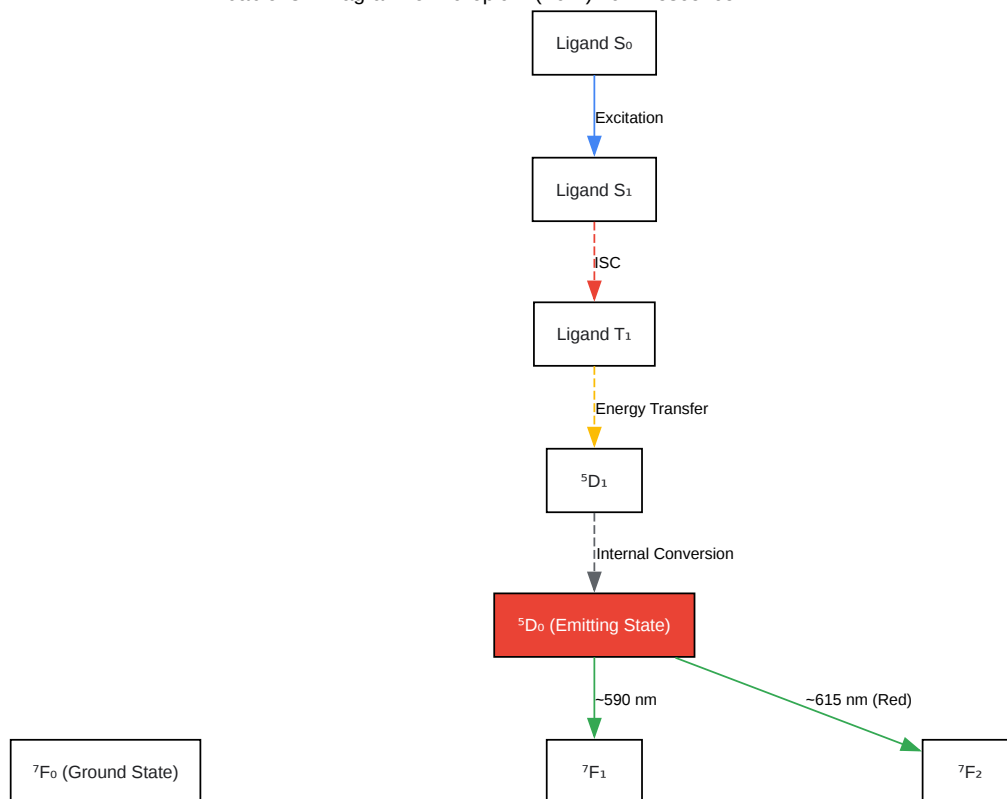 Ligand S₀
Excitation
Ligand S₁
ISC
Ligand T₁
Energy Transfer
⁵D₁
Internal Conversion
⁵D₀ (Emitting State)
~590 nm
~615 nm (Red)
⁷F₀ (Ground State)
⁷F₁
⁷F₂